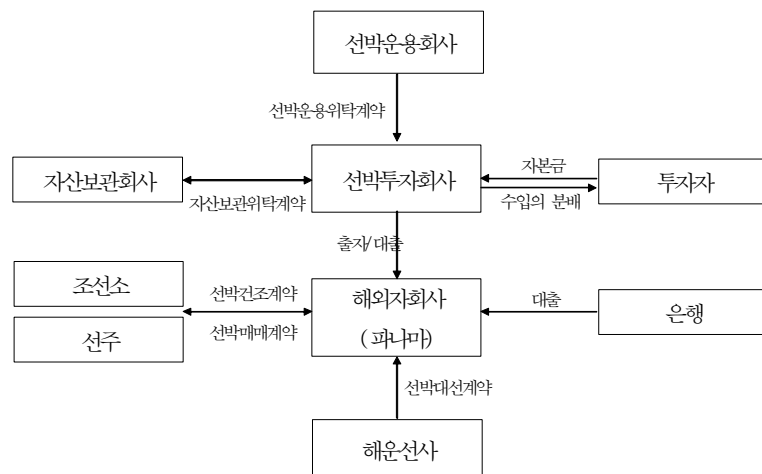 선박운용회사
선박운용위탁계약
자산보관회사
자산보관위탁계약
선박투자회사
자본금
수입의 분배
투자자
출자/대출
조선소
선주
선박건조계약
선박매매계약
해외자회사
(파나마)
대출
은행
선박대선계약
해운선사